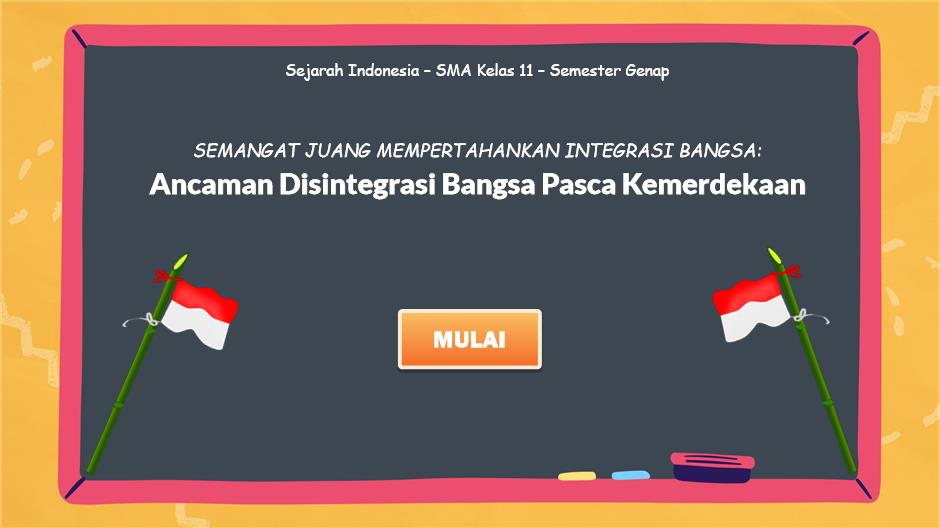 Sejarah Indonesia – SMA Kelas 11 – Semester Genap
SEMANGAT JUANG MEMPERTAHANKAN INTEGRASI BANGSA:
Ancaman Disintegrasi Bangsa Pasca Kemerdekaan
MULAI